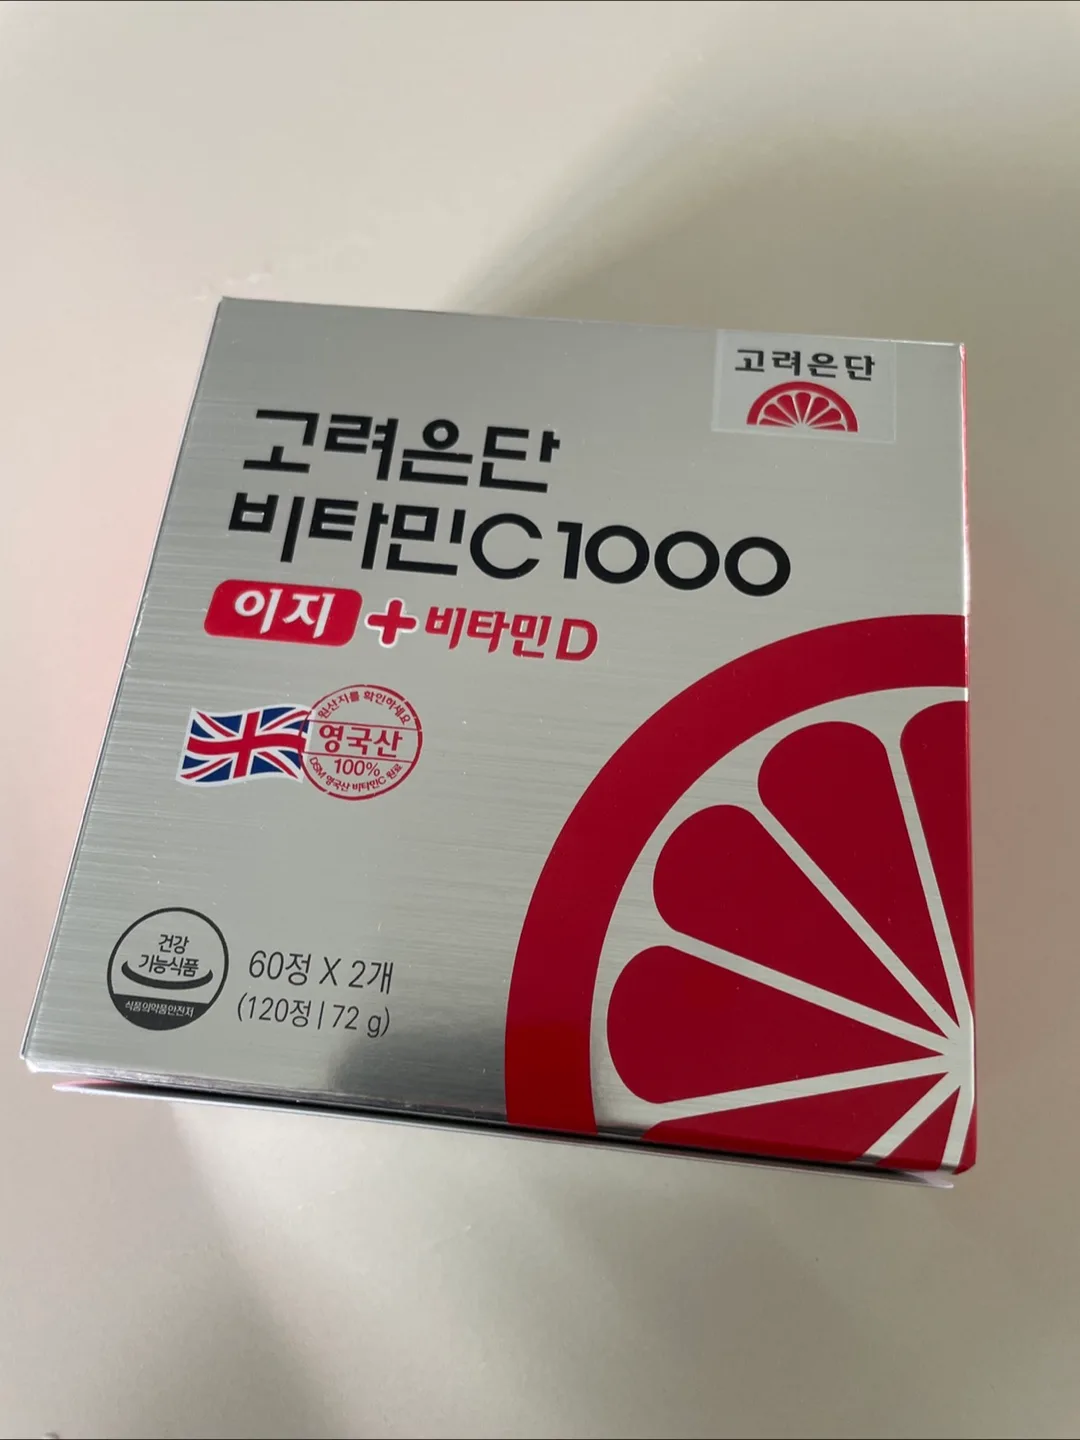 고려은단
고려은단
비타민C 1000
이지 + 비타민D
원산지를 확인하세요
영국산
100%
DSM 영국산 비타민C 원료
건강
기능식품
식품의약품안전처
60정 X 2개
(120정 | 72 g)